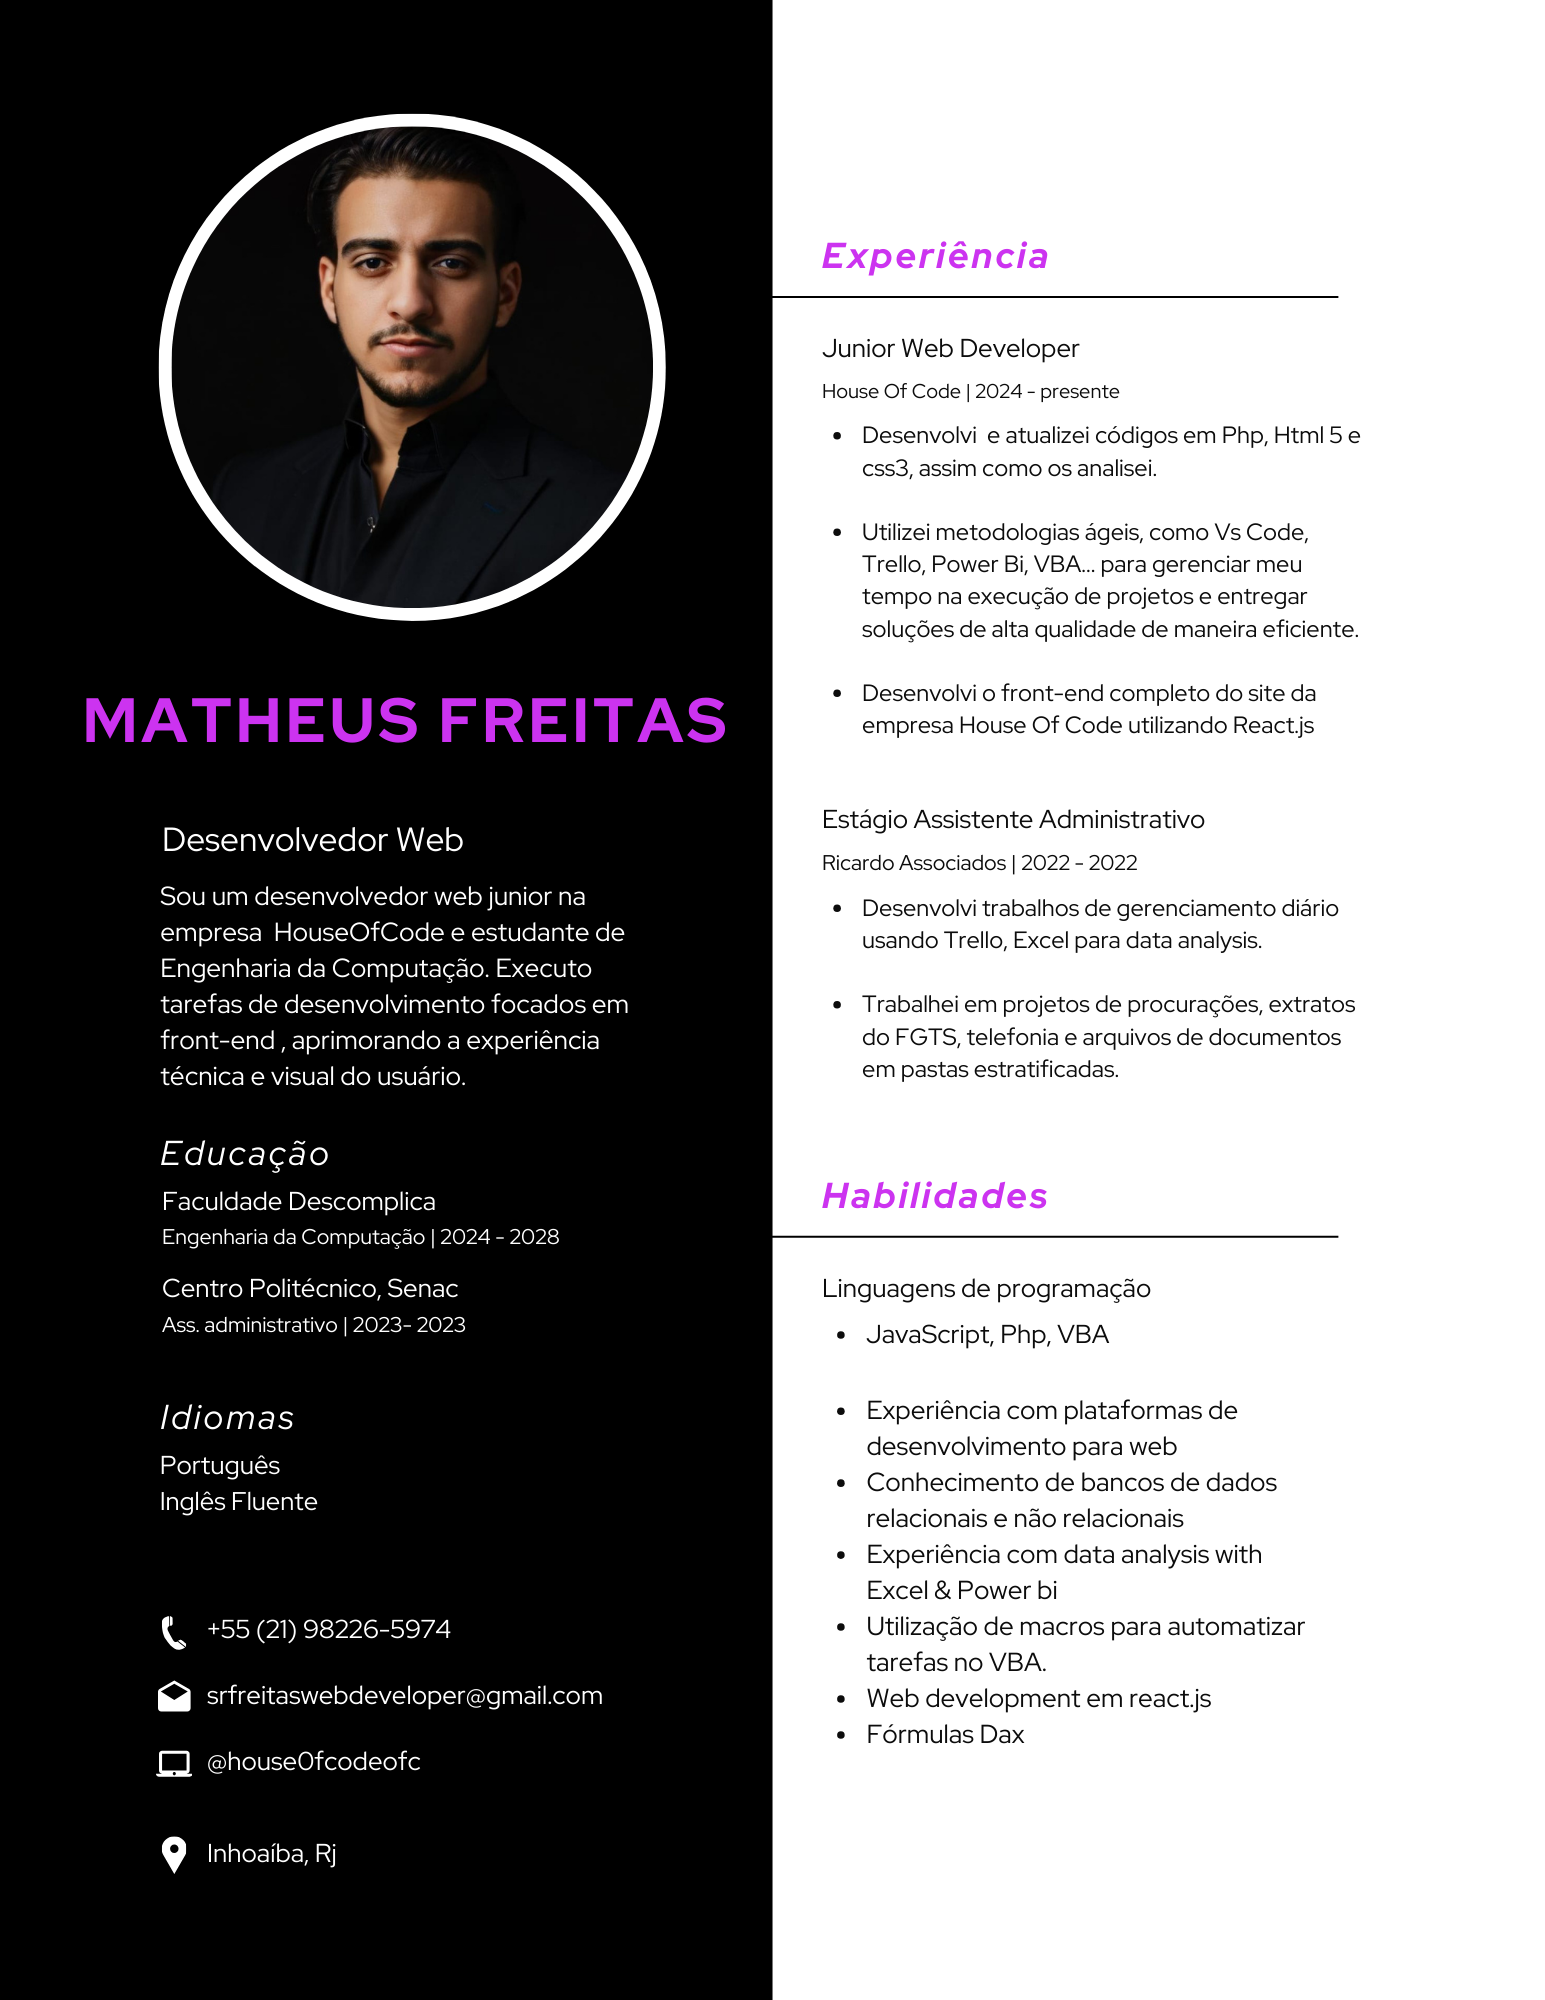 MATHEUS FREITAS
Desenvolvedor Web
Sou um desenvolvedor web junior na
empresa  HouseOfCode e estudante de
Engenharia da Computação. Executo
tarefas de desenvolvimento focados em
front-end , aprimorando a experiência
técnica e visual do usuário.
Educação
Faculdade Descomplica
Engenharia da Computação | 2024 - 2028
Centro Politécnico, Senac
Ass. administrativo | 2023- 2023
Idiomas
Português
Inglês Fluente
+55 (21) 98226-5974
srfreitaswebdeveloper@gmail.com
@house0fcodeofc
Inhoaíba, Rj
Experiência
Junior Web Developer
House Of Code | 2024 - presente
• Desenvolvi  e atualizei códigos em Php, Html 5 e
css3, assim como os analisei.
• Utilizei metodologias ágeis, como Vs Code,
Trello, Power Bi, VBA... para gerenciar meu
tempo na execução de projetos e entregar
soluções de alta qualidade de maneira eficiente.
• Desenvolvi o front-end completo do site da
empresa House Of Code utilizando React.js
Estágio Assistente Administrativo
Ricardo Associados | 2022 - 2022
• Desenvolvi trabalhos de gerenciamento diário
usando Trello, Excel para data analysis.
• Trabalhei em projetos de procurações, extratos
do FGTS, telefonia e arquivos de documentos
em pastas estratificadas.
Habilidades
Linguagens de programação
• JavaScript, Php, VBA
• Experiência com plataformas de
desenvolvimento para web
• Conhecimento de bancos de dados
relacionais e não relacionais
• Experiência com data analysis with
Excel & Power bi
• Utilização de macros para automatizar
tarefas no VBA.
• Web development em react.js
• Fórmulas Dax